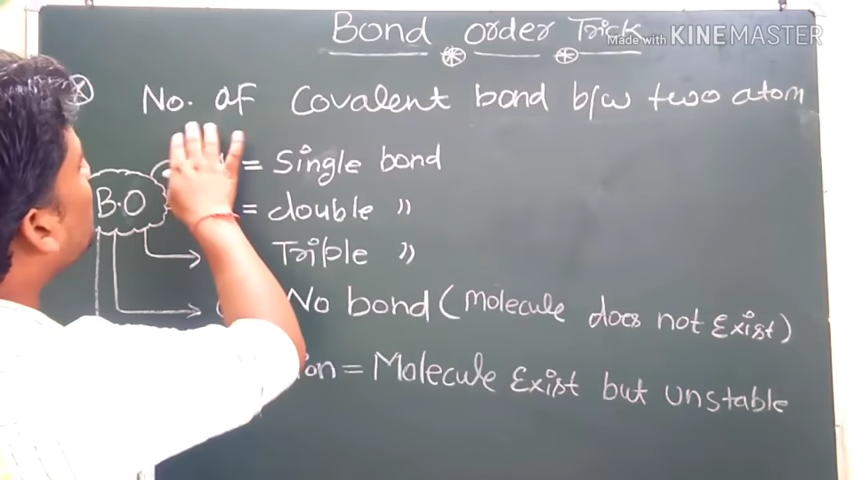 Bond order Trick
Made with KINEMASTER
No. of Covalent bond b/w two atom
B.O
= Single bond
= double "
Triple "
No bond (Molecule does not Exist)
= Molecule Exist but unstable